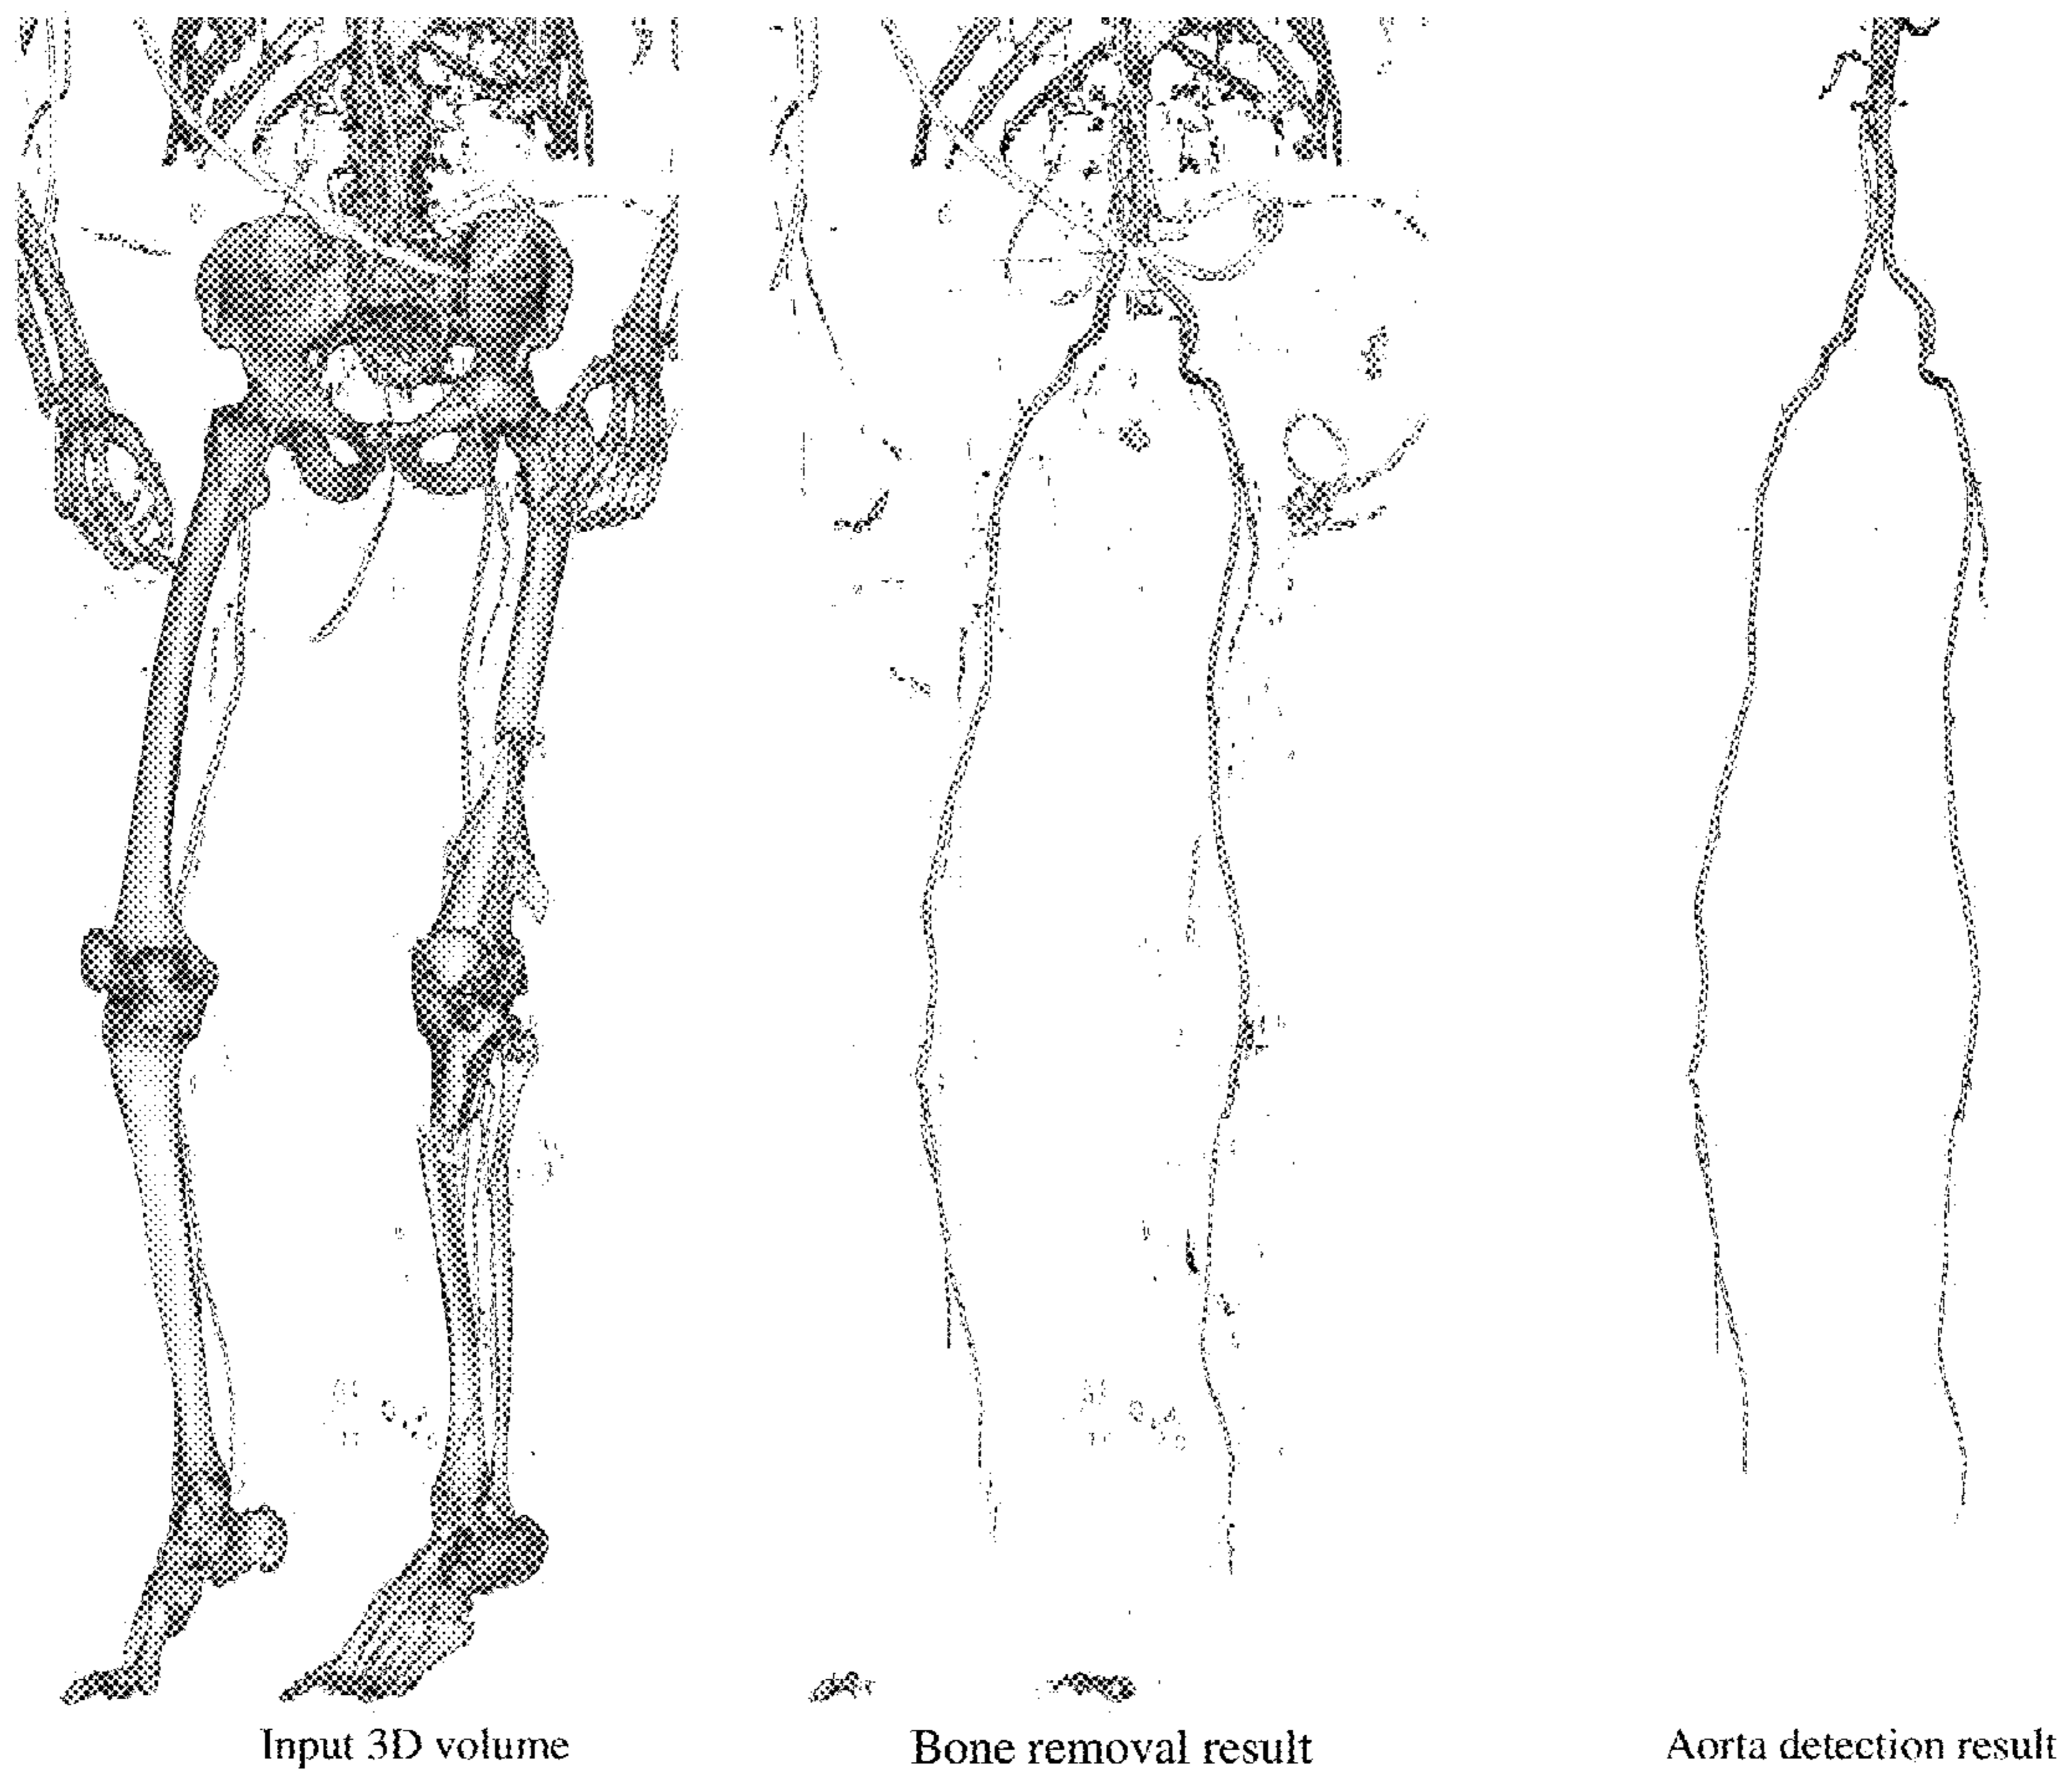 Input 3D volume
Bone removal result
Aorta detection result